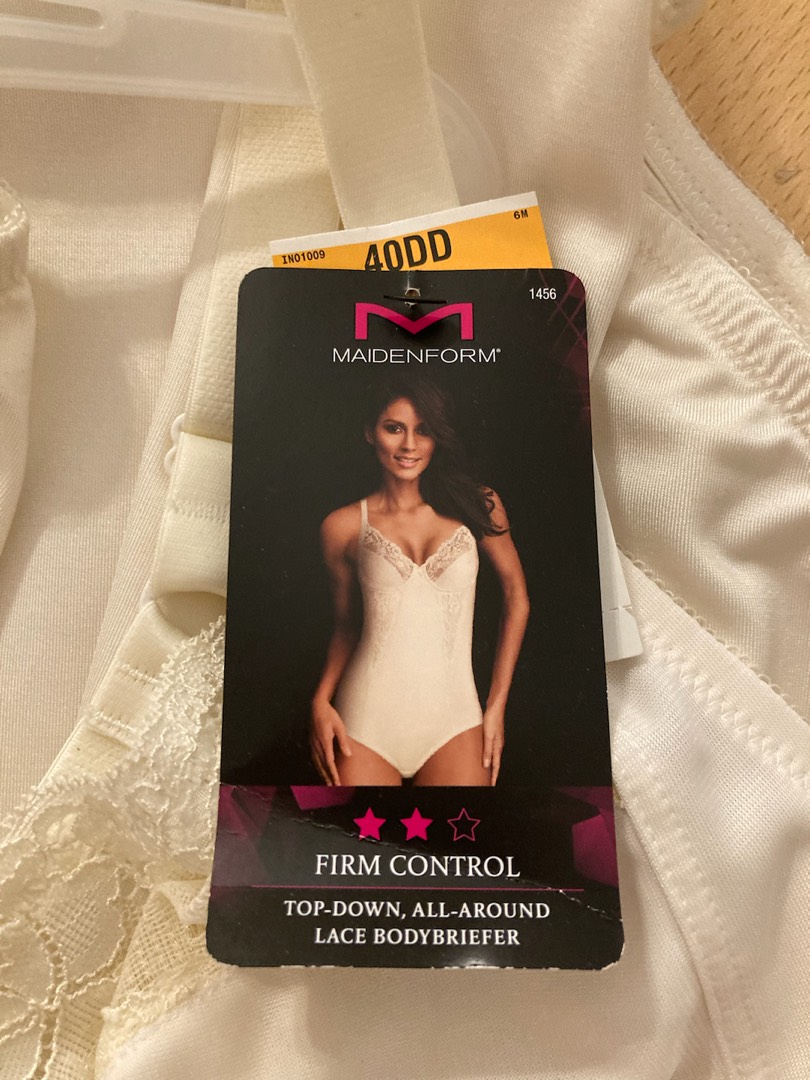 6M
IN01009
40DD
1456
MAIDENFORM®
FIRM CONTROL
TOP-DOWN, ALL-AROUND
LACE BODYBRIEFER